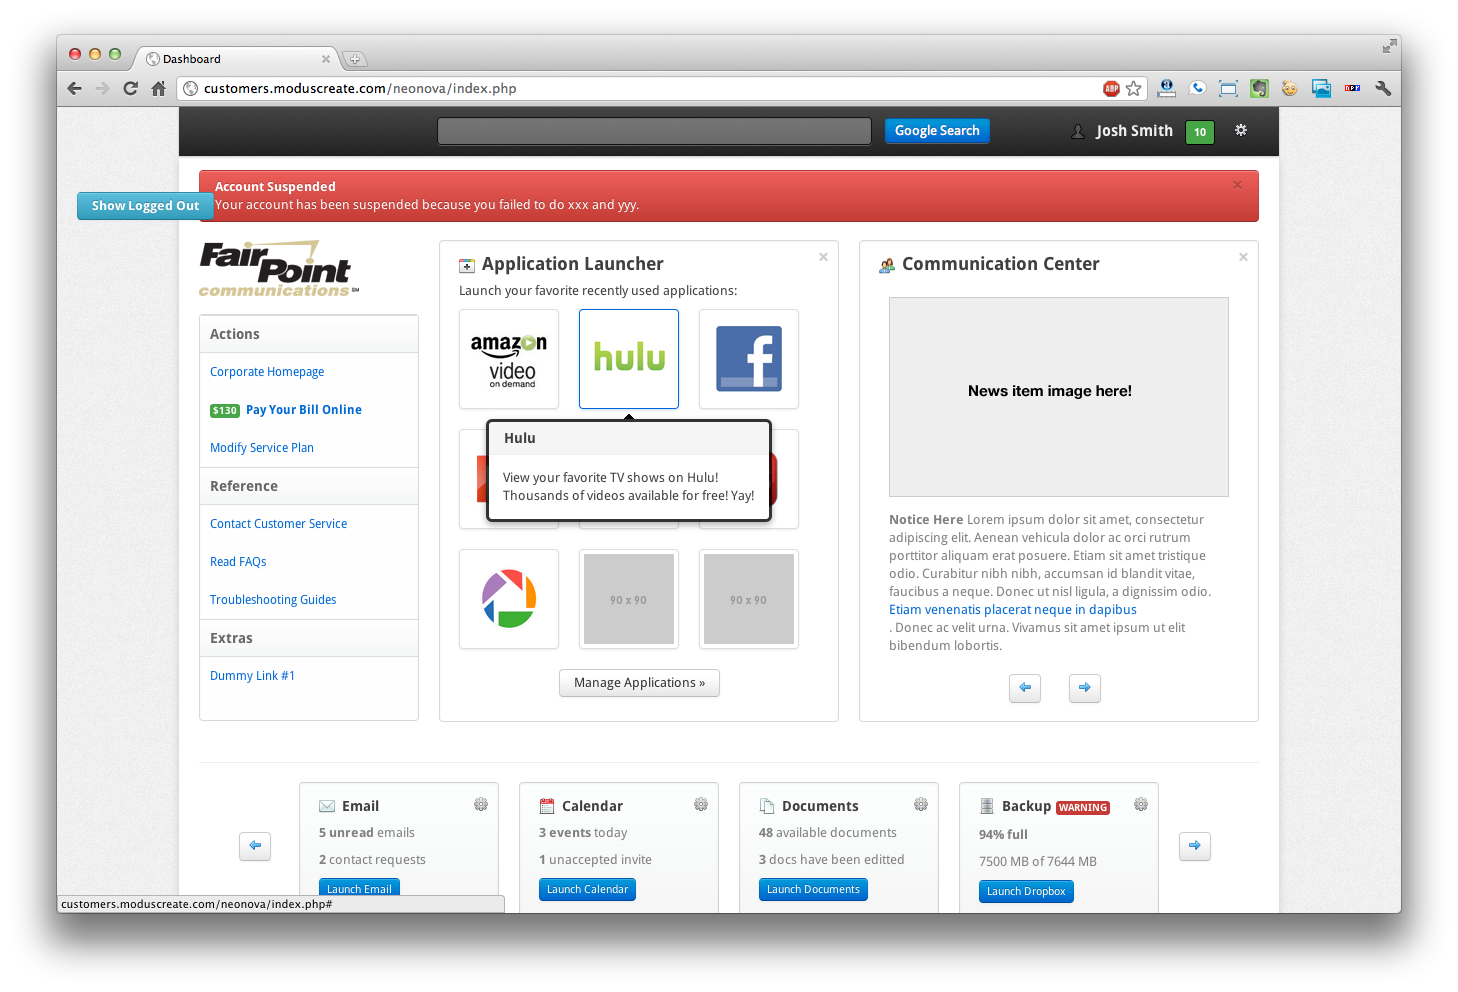 Dashboard
customers.moduscreate.com/neonova/index.php
ABP
a
npr
Google Search
Josh Smith
10
Account Suspended
Your account has been suspended because you failed to do xxx and yyy.
Show Logged Out
FairPoint
communications SM
Actions
Corporate Homepage
$130 Pay Your Bill Online
Modify Service Plan
Reference
Contact Customer Service
Read FAQs
Troubleshooting Guides
Extras
Dummy Link #1
Application Launcher
Launch your favorite recently used applications:
amazon
video
on demand
hulu
f
Hulu
View your favorite TV shows on Hulu!
Thousands of videos available for free! Yay!
90 x 90
90 x 90
Manage Applications »
Communication Center
News item image here!
Notice Here Lorem ipsum dolor sit amet, consectetur
adipiscing elit. Aenean vehicula dolor ac orci rutrum
porttitor aliquam erat posuere. Etiam sit amet tristique
odio. Curabitur nibh nibh, accumsan id blandit vitae,
faucibus a neque. Donec ut nisl ligula, a dignissim odio.
Etiam venenatis placerat neque in dapibus
. Donec ac velit urna. Vivamus sit amet ipsum ut elit
bibendum lobortis.
Email
5 unread emails
2 contact requests
Launch Email
Calendar
3 events today
1 unaccepted invite
Launch Calendar
Documents
48 available documents
3 docs have been editted
Launch Documents
Backup WARNING
94% full
7500 MB of 7644 MB
Launch Dropbox
customers.moduscreate.com/neonova/index.php#